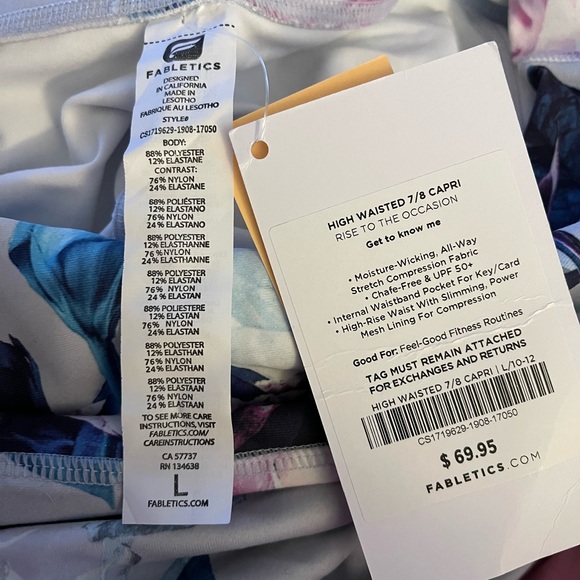 FABLETICS
DESIGNED
IN CALIFORNIA
MADE IN
LESOTHO
FABRIQUE AU LESOTHO
STYLE#
CS1719629-1908-17050
BODY:
88% POLYESTER
12% ELASTANE
CONTRAST:
76% NYLON
24% ELASTANE
88% POLIÉSTER
12% ELASTANO
76% NYLON
24% ELASTANO
88% POLYESTER
12% ELASTHANNE
76% NYLON
24% ELASTHANNE
88% POLYESTER
12% ELASTAN
76% NYLON
24% ELASTAN
88% POLIESTERE
12% ELASTAN
76% NYLON
24% ELASTAN
88% POLYESTER
12% ELASTHAN
76% NYLON
24% ELASTHAN
88% POLYESTER
12% ELASTAAN
76% NYLON
24% ELASTAAN
TO SEE MORE CARE
INSTRUCTIONS, VISIT
FABLETICS.COM/
CAREINSTRUCTIONS
CA 57737
RN 134638
L
FABLETICS.COM
HIGH WAISTED 7/8 CAPRI
RISE TO THE OCCASION
Get to know me
• Moisture-Wicking, All-Way
Stretch Compression Fabric
• Chafe-Free & UPF 50+
• Internal Waistband Pocket For Key/Card
• High-Rise Waist With Slimming, Power
Mesh Lining For Compression
Good For: Feel-Good Fitness Routines
TAG MUST REMAIN ATTACHED
FOR EXCHANGES AND RETURNS
HIGH WAISTED 7/8 CAPRI | L/10-12
CS1719629-1908-17050
$ 69.95
FABLETICS.COM